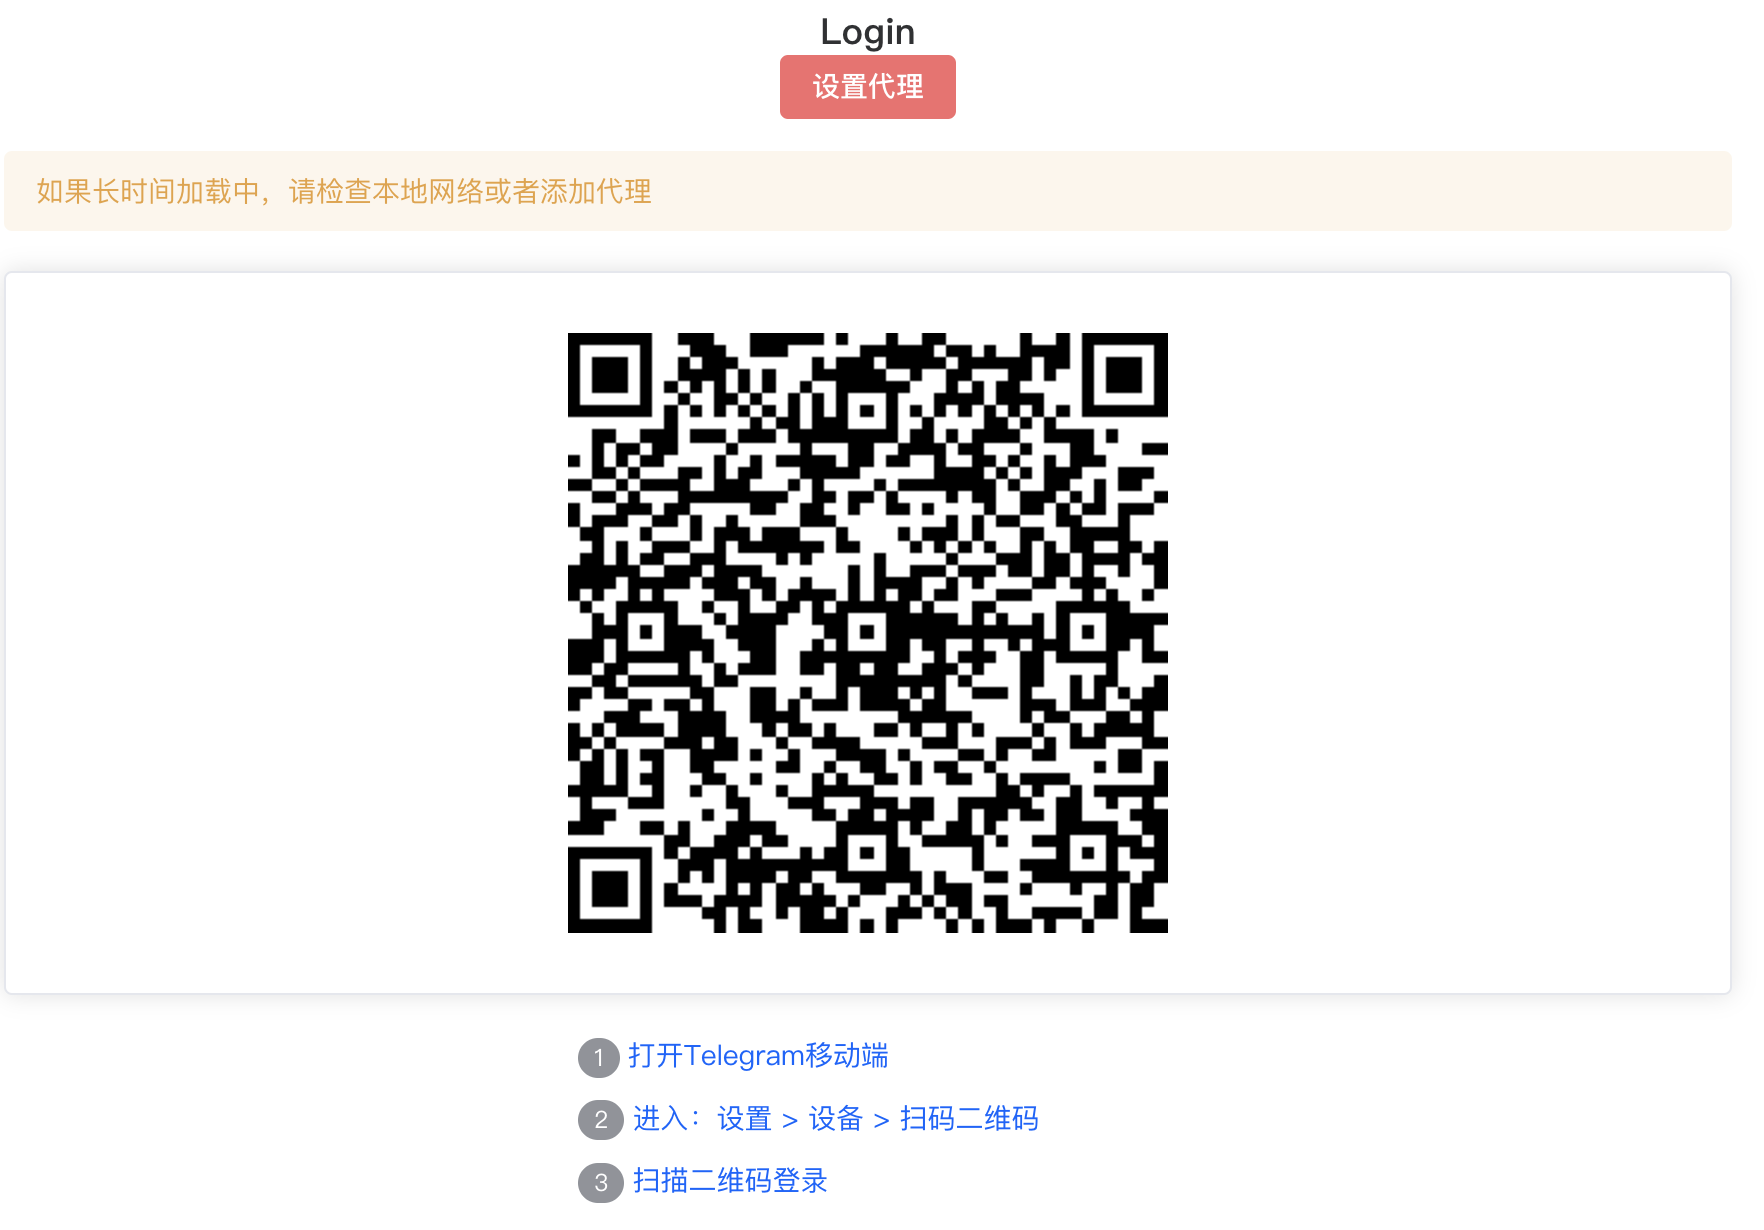 Login
设置代理
如果长时间加载中，请检查本地网络或者添加代理
1 打开Telegram移动端
2 进入：设置 > 设备 > 扫码二维码
3 扫描二维码登录